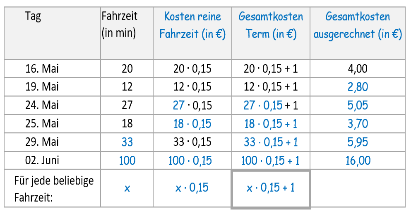 Tag Fahrzeit Kosten reine Gesamtkosten Gesamtkosten
(in min) Fahrzeit (in €) Term (in €) ausgerechnet (in €)
16. Mai 20 20 · 0,15 20 · 0,15 + 1 4,00
19. Mai 12 12 · 0,15 12 · 0,15 + 1 2,80
24. Mai 27 27 · 0,15 27 · 0,15 + 1 5,05
25. Mai 18 18 · 0,15 18 · 0,15 + 1 3,70
29. Mai 33 33 · 0,15 33 · 0,15 + 1 5,95
02. Juni 100 100 · 0,15 100 · 0,15 + 1 16,00
Für jede beliebige
Fahrzeit: x x · 0,15 x · 0,15 + 1